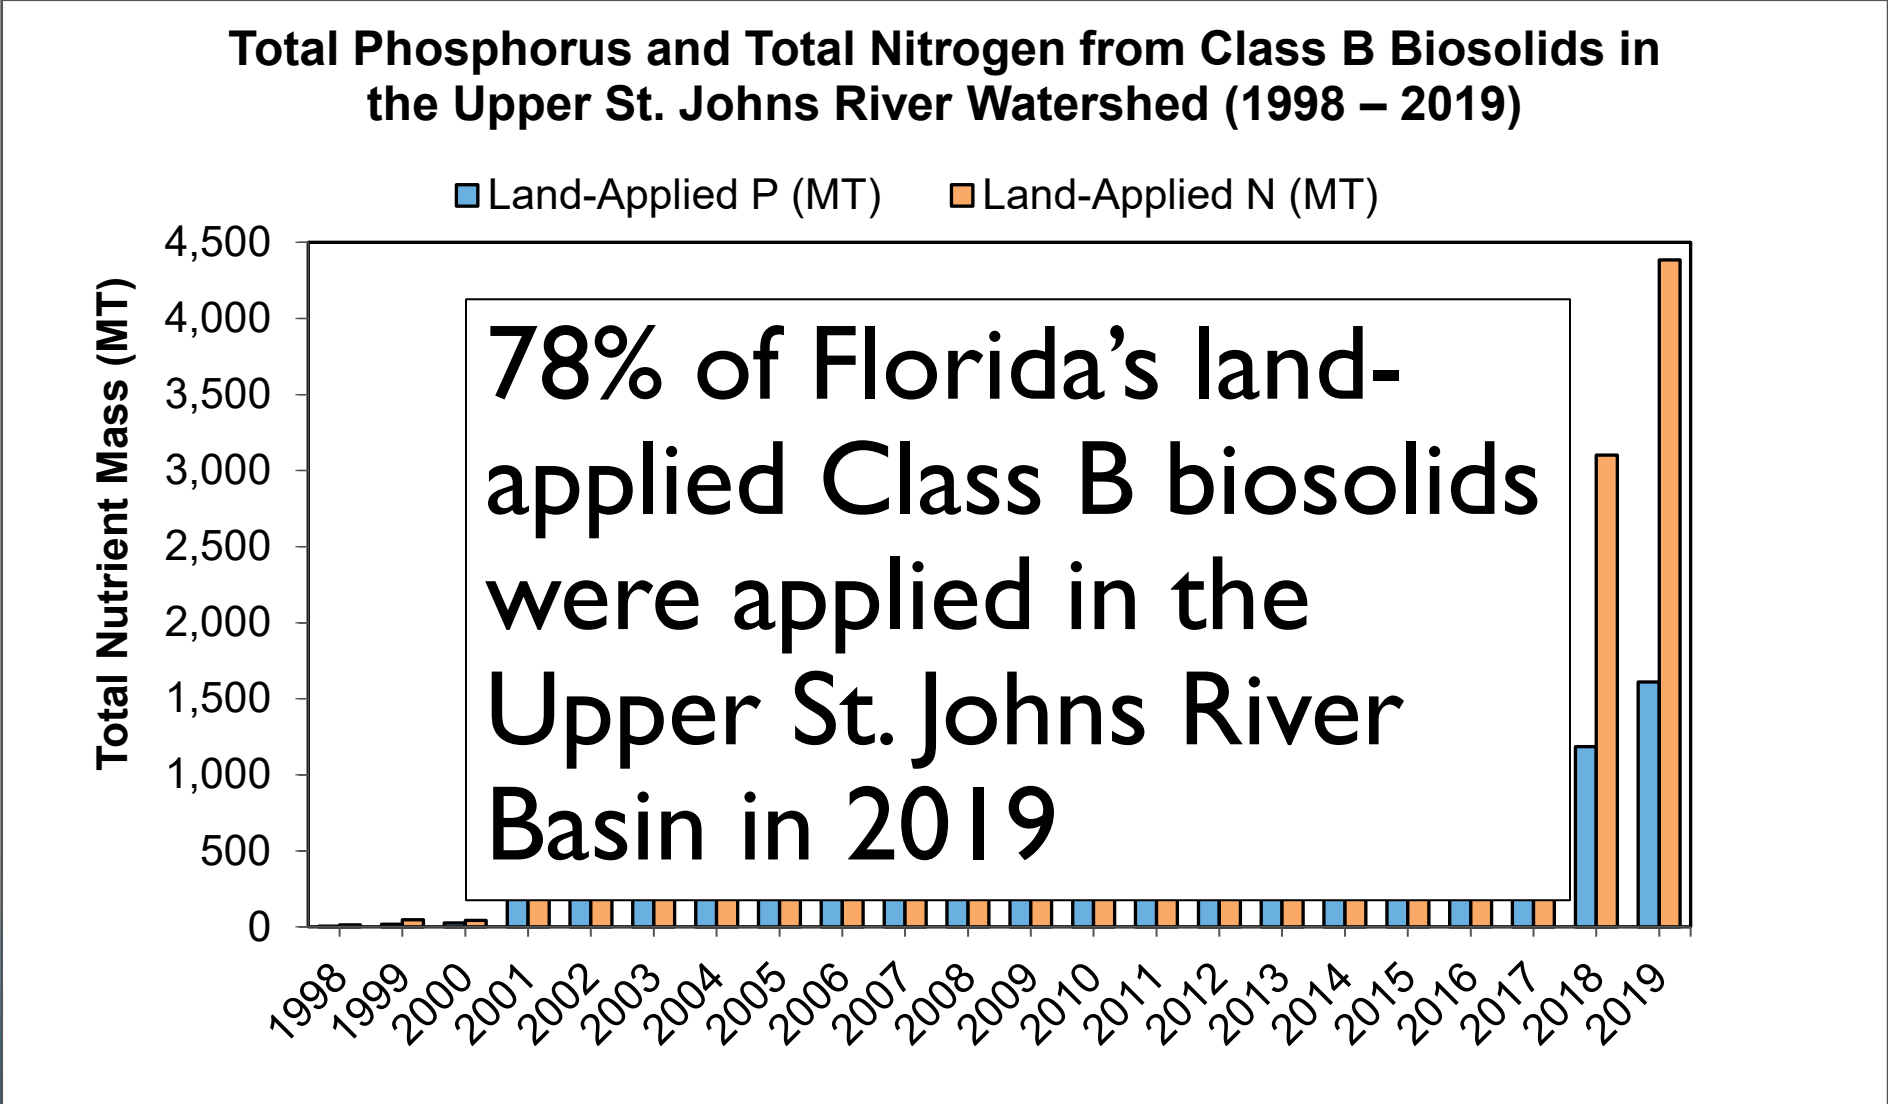 Total Phosphorus and Total Nitrogen from Class B Biosolids in
the Upper St. Johns River Watershed (1998 – 2019)
Land-Applied P (MT) Land-Applied N (MT)
Total Nutrient Mass (MT)
4,500
4,000
3,500
3,000
2,500
2,000
1,500
1,000
500
0
78% of Florida’s land-
applied Class B biosolids
were applied in the
Upper St. Johns River
Basin in 2019
1998 1999 2000 2001 2002 2003 2004 2005 2006 2007 2008 2009 2010 2011 2012 2013 2014 2015 2016 2017 2018 2019